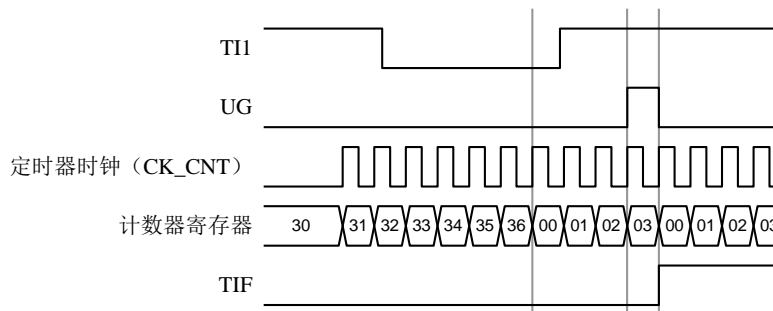 TI1
UG
定时器时钟（CK_CNT）
计数器寄存器 30 31 32 33 34 35 36 00 01 02 03 00 01 02 03
TIF